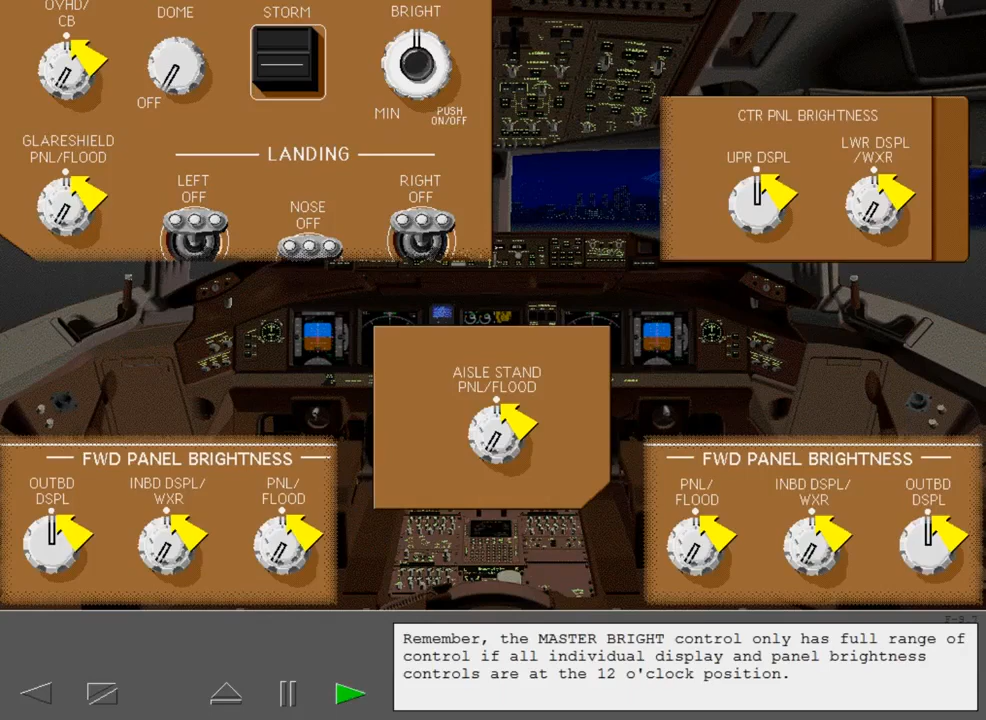 OVHD/
CB
DOME
STORM
BRIGHT
OFF
MIN
PUSH
ON/OFF
GLARESHIELD
PNL/FLOOD
LANDING
LEFT
OFF
NOSE
OFF
RIGHT
OFF
CTR PNL BRIGHTNESS
UPR DSPL
LWR DSPL
/WXR
AISLE STAND
PNL/FLOOD
FWD PANEL BRIGHTNESS
OUTBD
DSPL
INBD DSPL/
WXR
PNL/
FLOOD
FWD PANEL BRIGHTNESS
PNL/
FLOOD
INBD DSPL/
WXR
OUTBD
DSPL
Remember, the MASTER BRIGHT control only has full range of
control if all individual display and panel brightness
controls are at the 12 o'clock position.